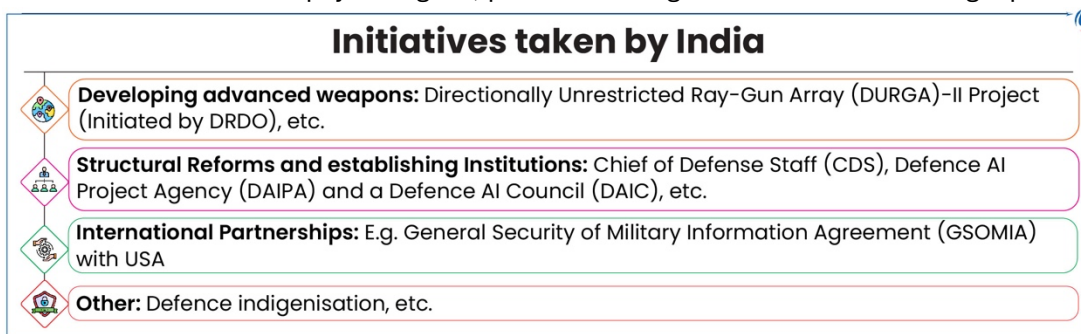 Initiatives taken by India
Developing advanced weapons: Directionally Unrestricted Ray-Gun Array (DURGA)-II Project
(Initiated by DRDO), etc.
Structural Reforms and establishing Institutions: Chief of Defense Staff (CDS), Defence AI
Project Agency (DAIPA) and a Defence AI Council (DAIC), etc.
International Partnerships: E.g. General Security of Military Information Agreement (GSOMIA)
with USA
Other: Defence indigenisation, etc.